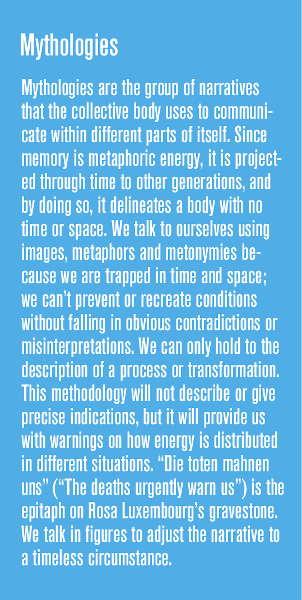 Mythologies
Mythologies are the group of narratives
that the collective body uses to communi-
cate within different parts of itself. Since
memory is metaphoric energy, it is project-
ed through time to other generations, and
by doing so, it delineates a body with no
time or space. We talk to ourselves using
images, metaphors and metonymies be-
cause we are trapped in time and space;
we can't prevent or recreate conditions
without falling in obvious contradictions or
misinterpretations. We can only hold to the
description of a process or transformation.
This methodology will not describe or give
precise indications, but it will provide us
with warnings on how energy is distributed
in different situations. “Die toten mahnen
uns” (“The deaths urgently warn us”) is the
epitaph on Rosa Luxembourg's gravestone.
We talk in figures to adjust the narrative to
a timeless circumstance.